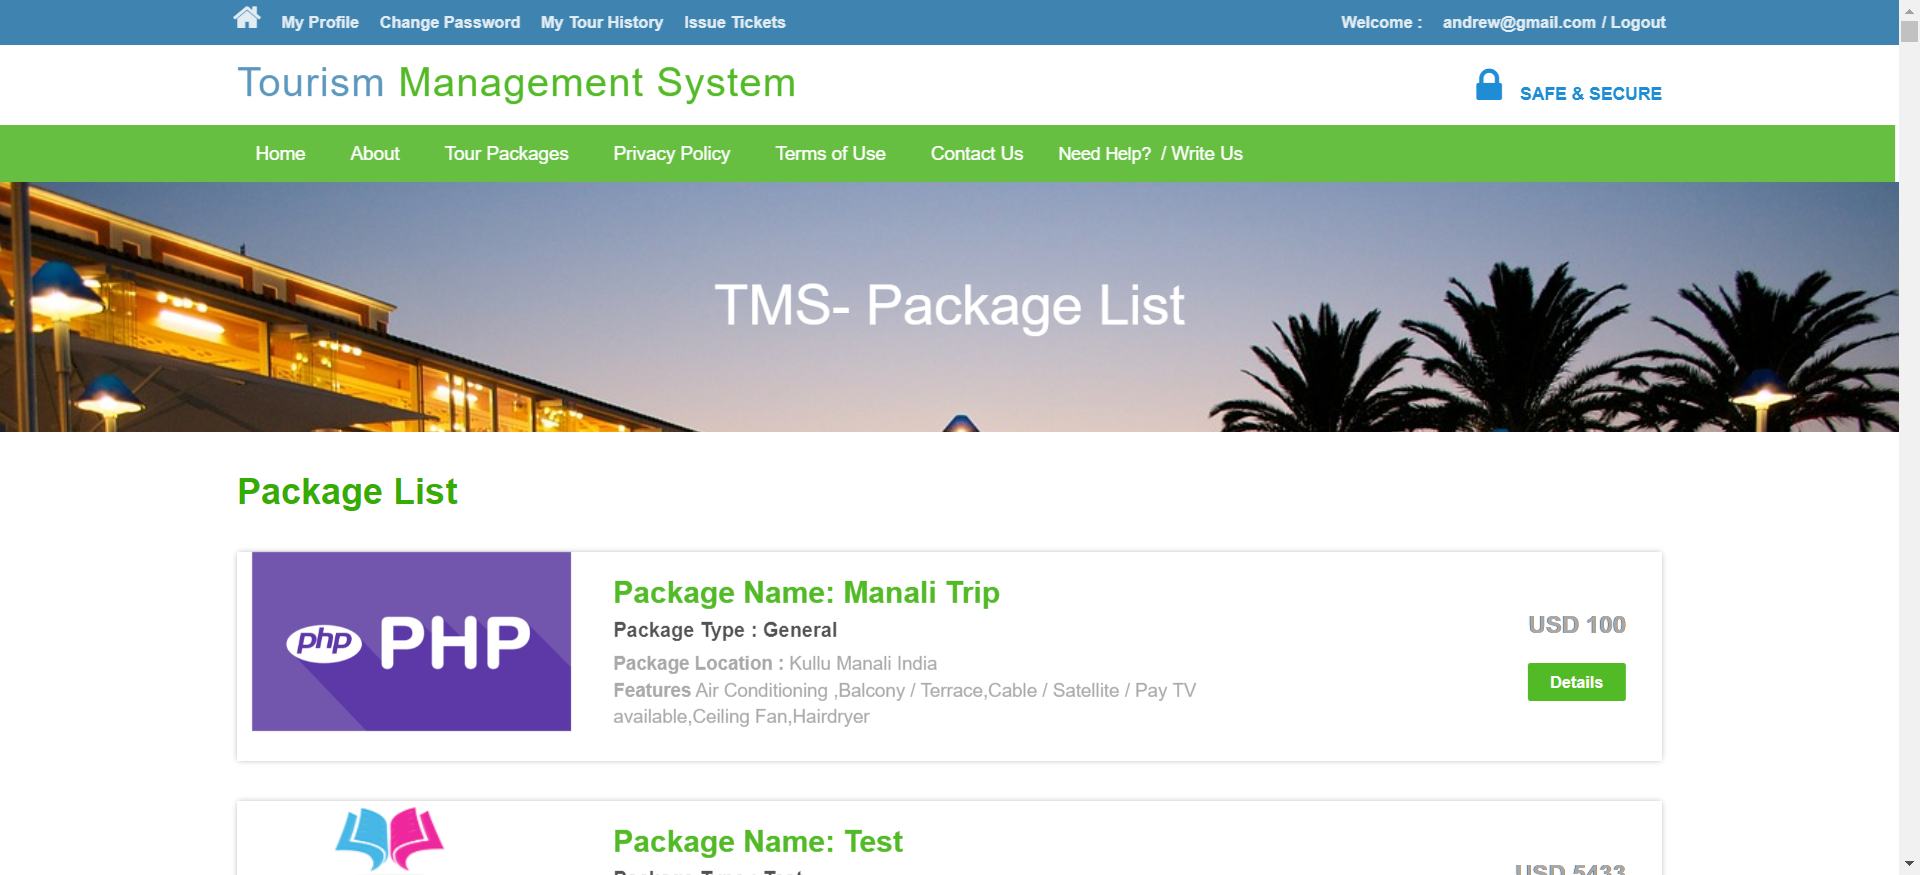 My Profile Change Password My Tour History Issue Tickets Welcome : andrew@gmail.com / Logout
Tourism Management System
SAFE & SECURE
Home About Tour Packages Privacy Policy Terms of Use Contact Us Need Help? / Write Us
TMS- Package List
Package List
php PHP
Package Name: Manali Trip
Package Type : General
USD 100
Package Location : Kullu Manali India
Details
Features Air Conditioning ,Balcony / Terrace,Cable / Satellite / Pay TV
available,Ceiling Fan,Hairdryer
Package Name: Test
Package Type : Test
USD 5433